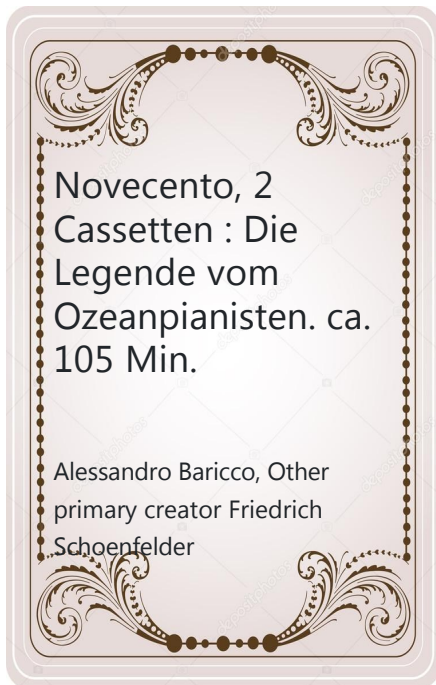 Novecento, 2
Cassetten : Die
Legende vom
Ozeanpianisten. ca.
105 Min.
Alessandro Baricco, Other
primary creator Friedrich
Schoenfelder